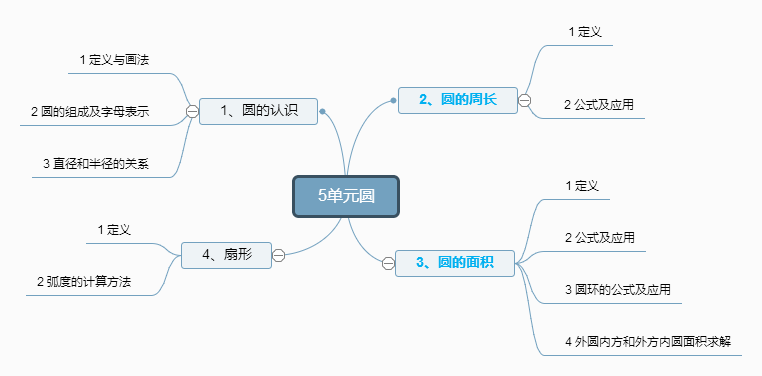 5单元圆
1、圆的认识
1 定义与画法
2 圆的组成及字母表示
3 直径和半径的关系
2、圆的周长
1 定义
2 公式及应用
3、圆的面积
1 定义
2 公式及应用
3 圆环的公式及应用
4 外圆内方和外方内圆面积求解
4、扇形
1 定义
2 弧度的计算方法